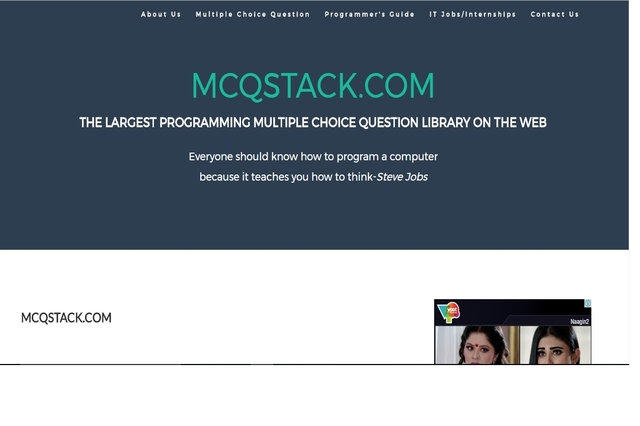 About Us Multiple Choice Question Programmer's Guide IT Jobs/Internships Contact Us
MCQSTACK.COM
THE LARGEST PROGRAMMING MULTIPLE CHOICE QUESTION LIBRARY ON THE WEB
Everyone should know how to program a computer
because it teaches you how to think-Steve Jobs
MCQSTACK.COM
Naagin2